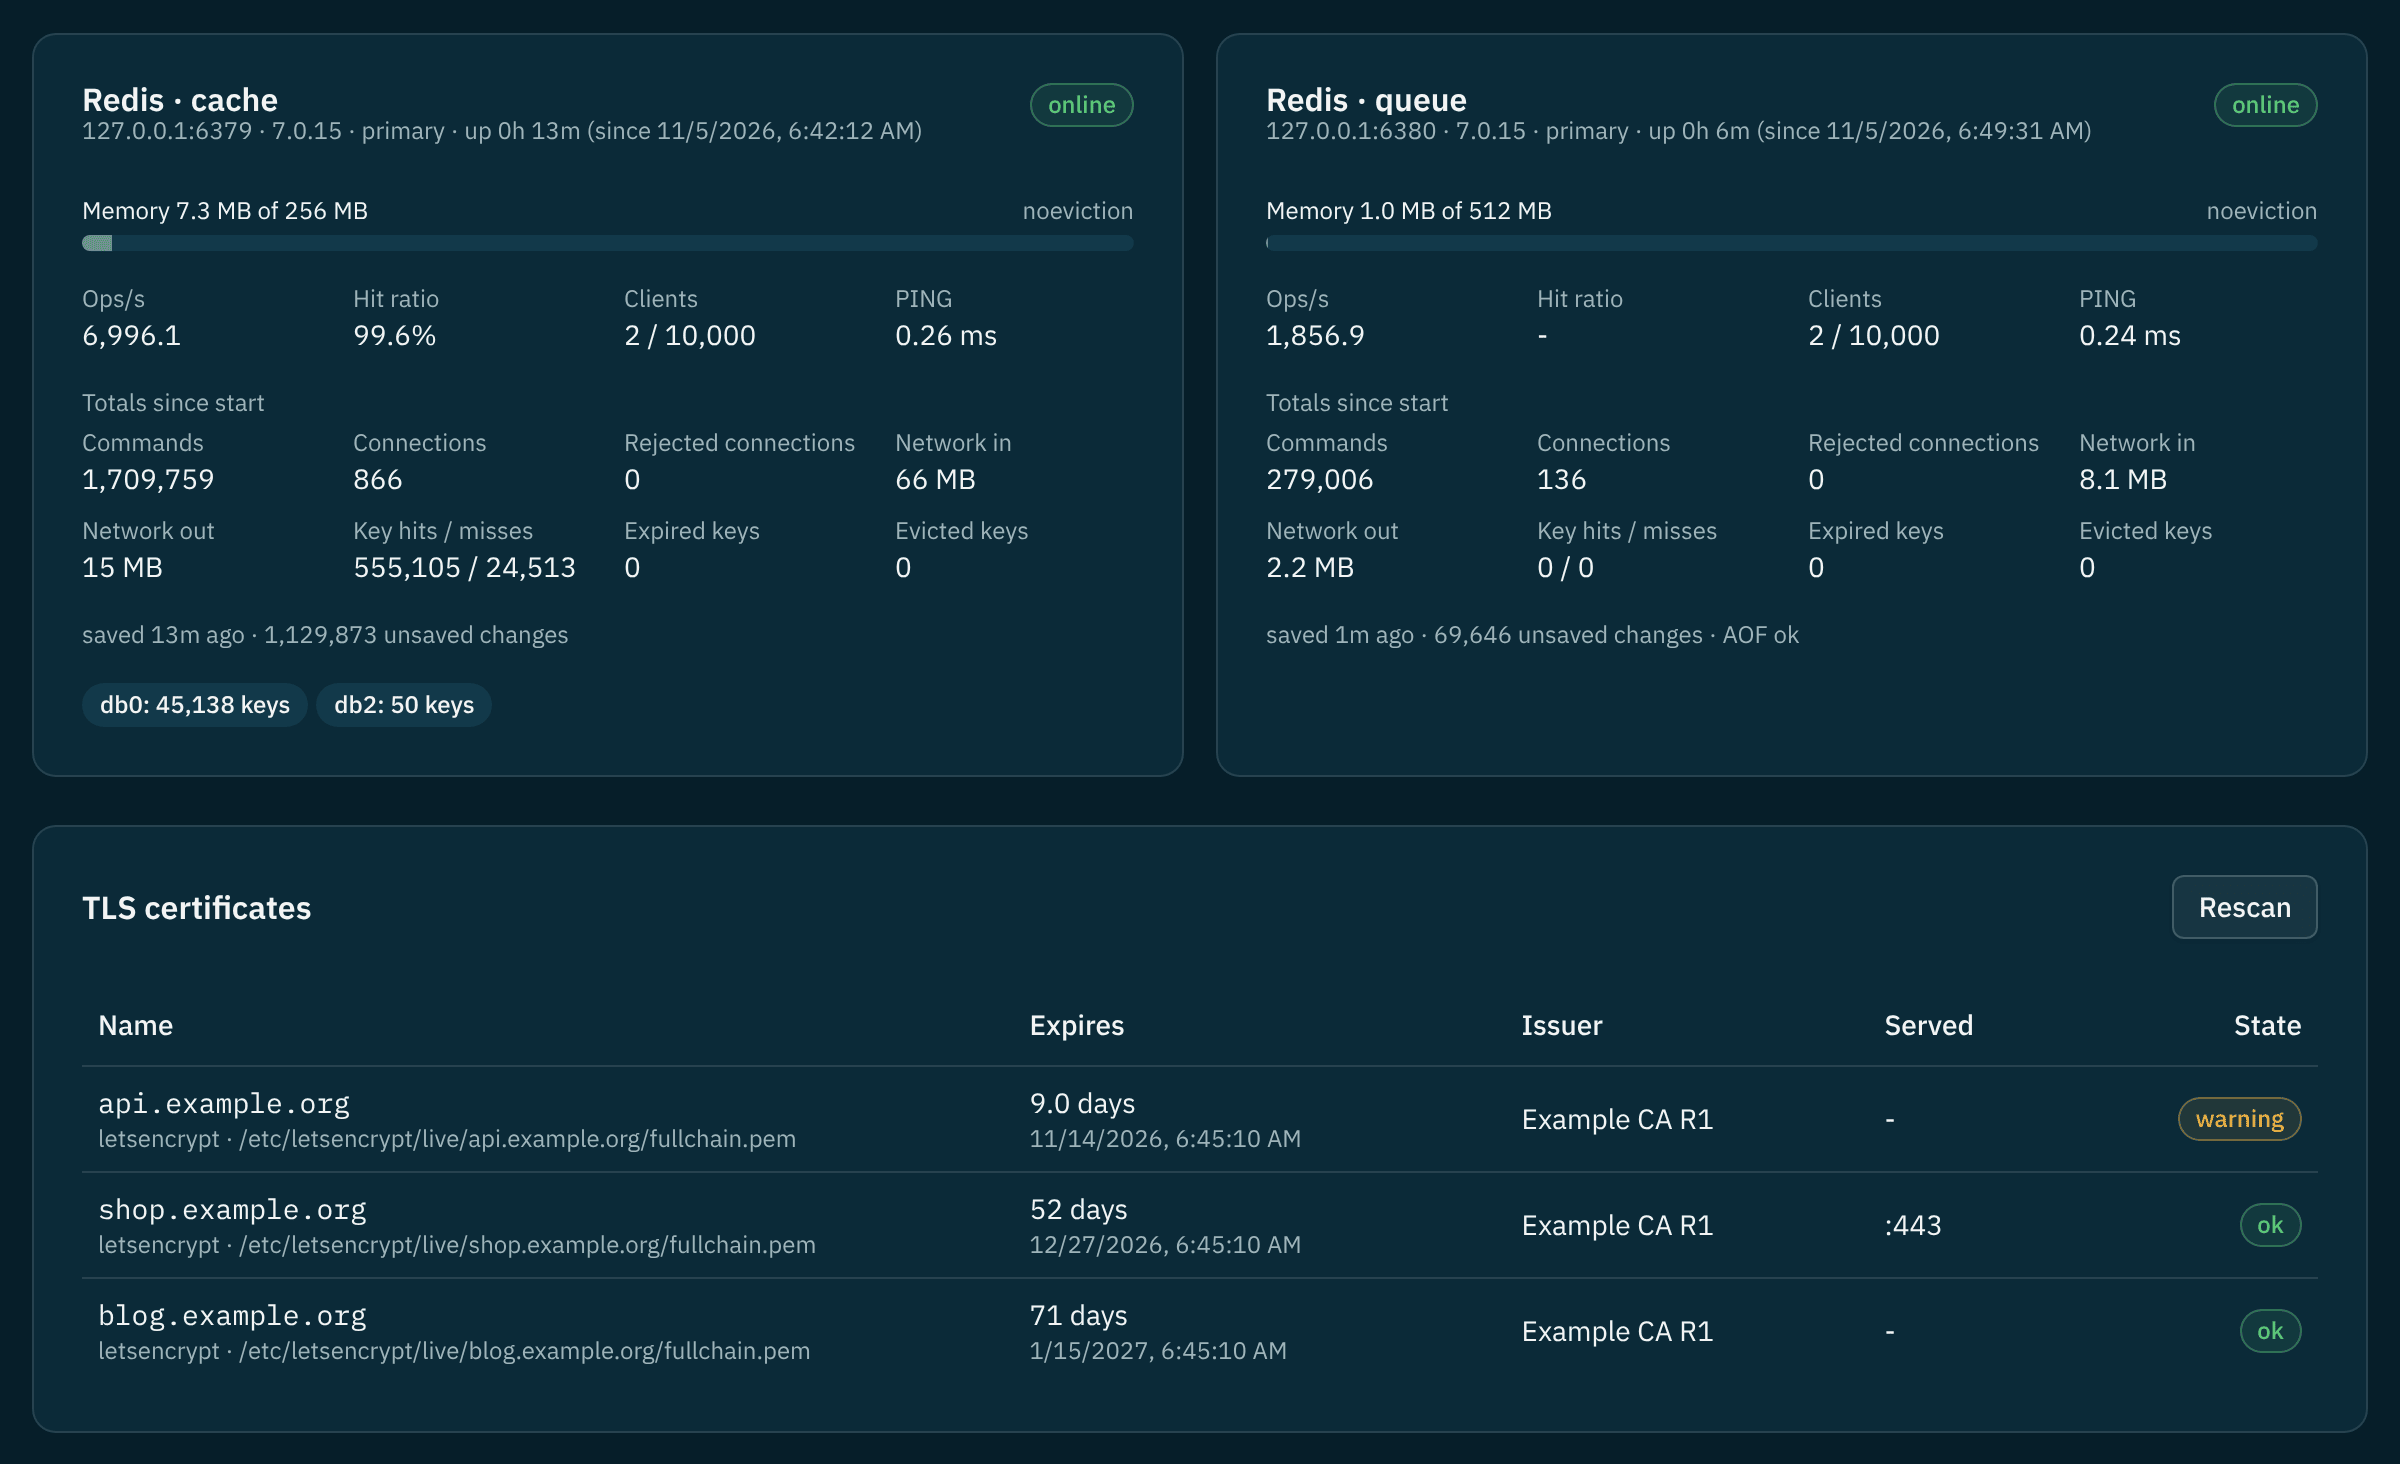 Redis · cache
online
127.0.0.1:6379 · 7.0.15 · primary · up 0h 13m (since 11/5/2026, 6:42:12 AM)
Memory 7.3 MB of 256 MB
noeviction
Ops/s Hit ratio Clients PING
6,996.1 99.6% 2 / 10,000 0.26 ms
Totals since start
Commands Connections Rejected connections Network in
1,709,759 866 0 66 MB
Network out Key hits / misses Expired keys Evicted keys
15 MB 555,105 / 24,513 0 0
saved 13m ago · 1,129,873 unsaved changes
db0: 45,138 keys db2: 50 keys
Redis · queue
online
127.0.0.1:6380 · 7.0.15 · primary · up 0h 6m (since 11/5/2026, 6:49:31 AM)
Memory 1.0 MB of 512 MB
noeviction
Ops/s Hit ratio Clients PING
1,856.9 - 2 / 10,000 0.24 ms
Totals since start
Commands Connections Rejected connections Network in
279,006 136 0 8.1 MB
Network out Key hits / misses Expired keys Evicted keys
2.2 MB 0 / 0 0 0
saved 1m ago · 69,646 unsaved changes · AOF ok
TLS certificates
Rescan
Name Expires Issuer Served State
api.example.org 9.0 days Example CA R1 - warning
letsencrypt · /etc/letsencrypt/live/api.example.org/fullchain.pem 11/14/2026, 6:45:10 AM
shop.example.org 52 days Example CA R1 :443 ok
letsencrypt · /etc/letsencrypt/live/shop.example.org/fullchain.pem 12/27/2026, 6:45:10 AM
blog.example.org 71 days Example CA R1 - ok
letsencrypt · /etc/letsencrypt/live/blog.example.org/fullchain.pem 1/15/2027, 6:45:10 AM